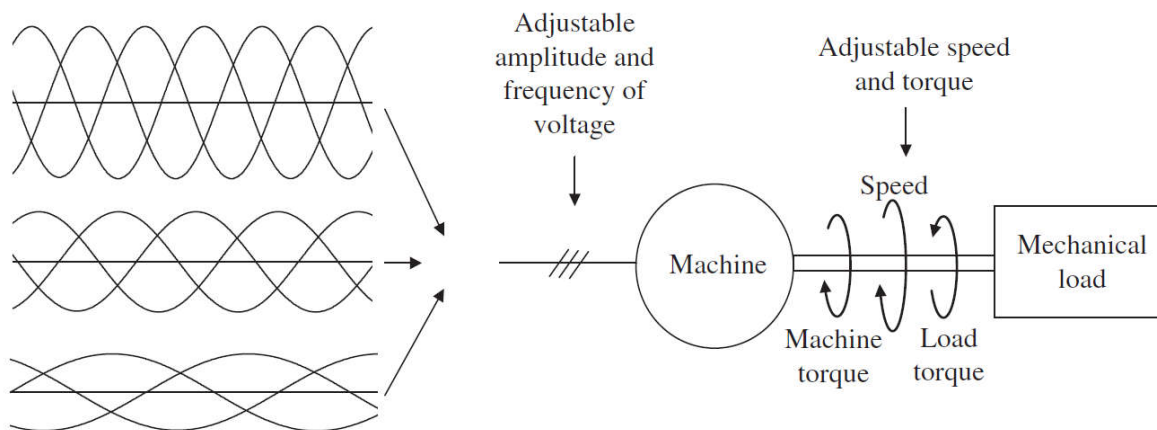 Adjustable
amplitude and
frequency of
voltage
Adjustable speed
and torque
Speed
Machine
Mechanical
load
Machine
torque
Load
torque